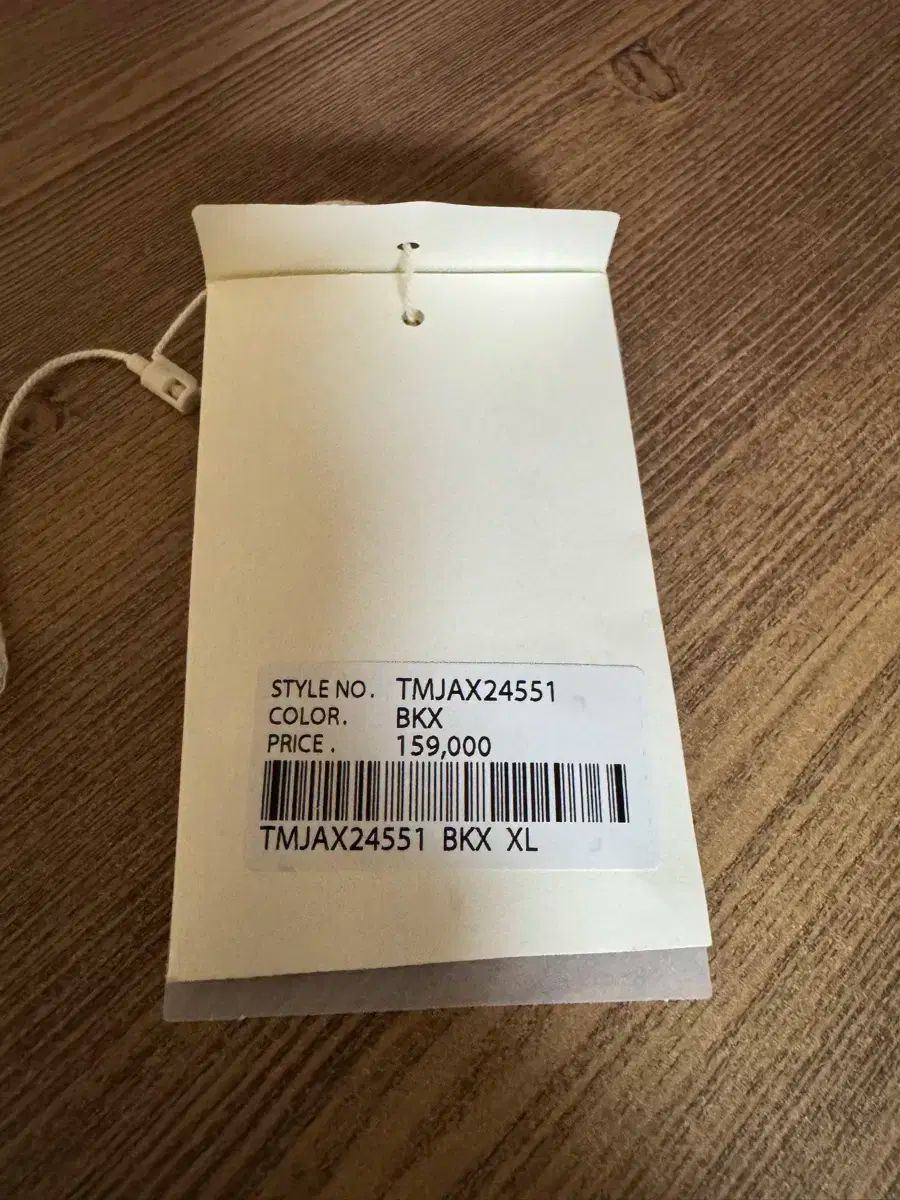 STYLE NO. TMJAX24551
COLOR. BKX
PRICE. 159,000
TMJAX24551 BKX XL